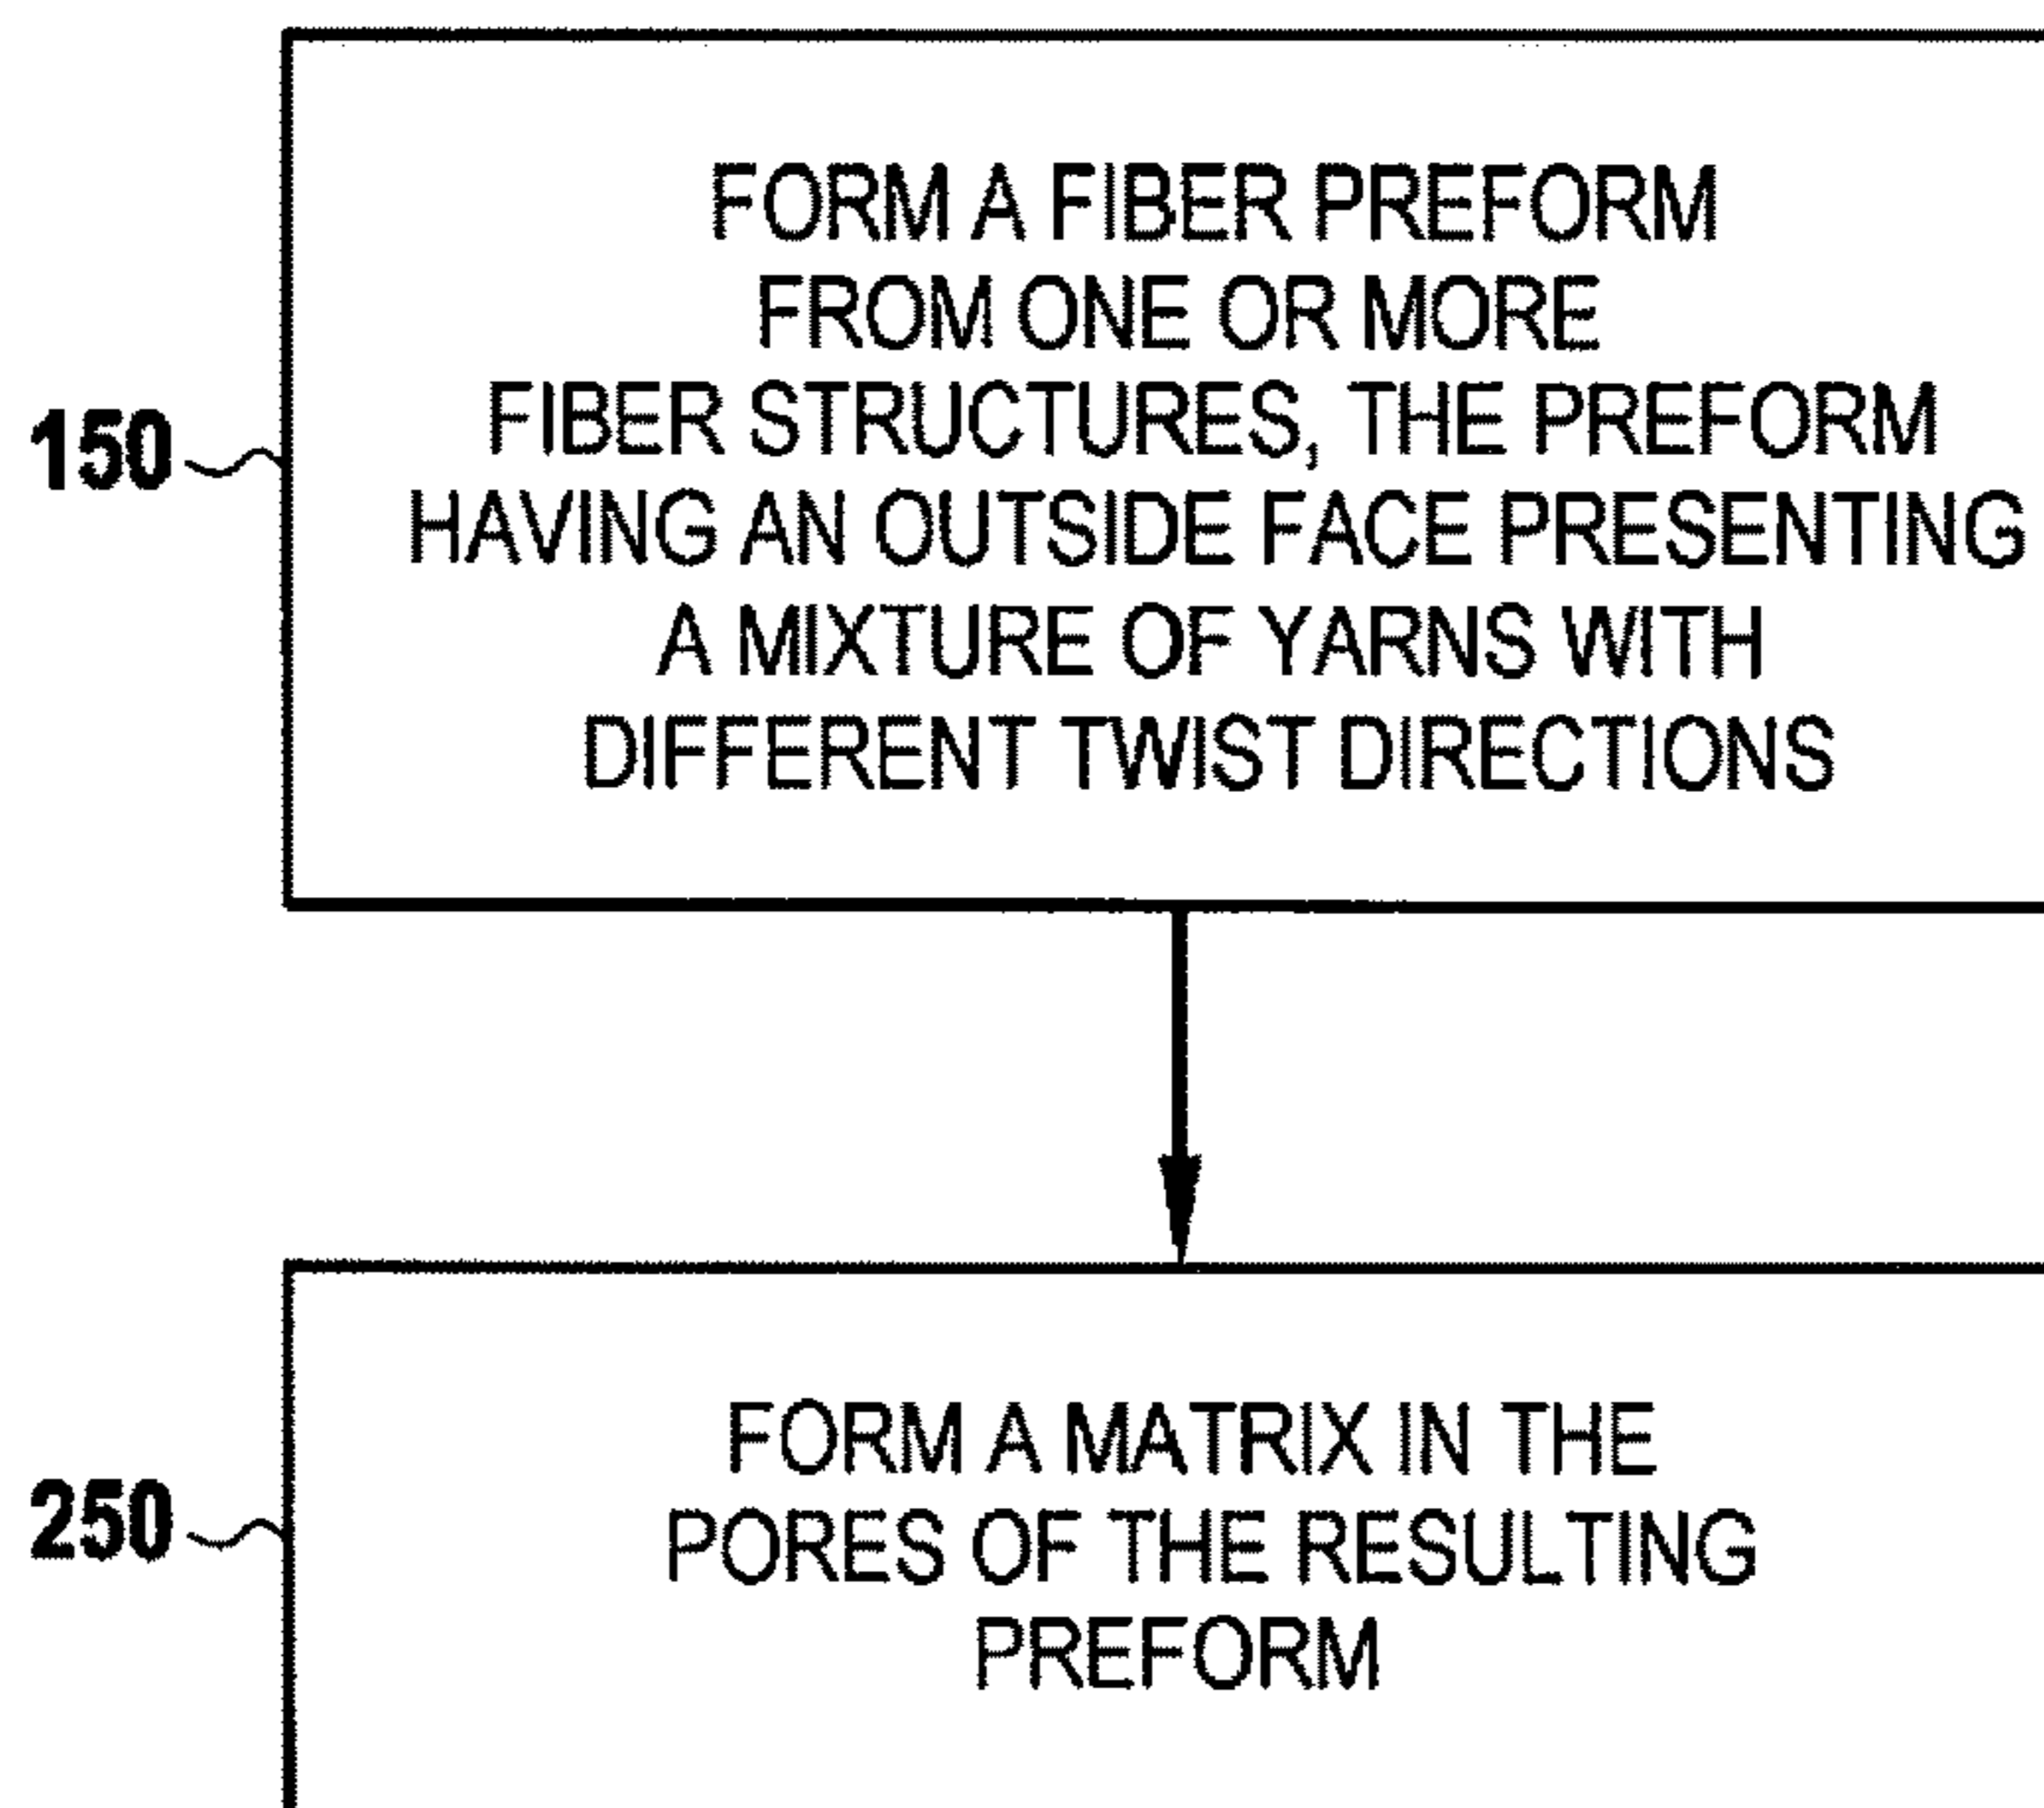 FORM A FIBER PREFORM
FROM ONE OR MORE
FIBER STRUCTURES, THE PREFORM
150
HAVING AN OUTSIDE FACE PRESENTING
A MIXTURE OF YARNS WITH
DIFFERENT TWIST DIRECTIONS
FORM A MATRIX IN THE
250
PORES OF THE RESULTING
PREFORM